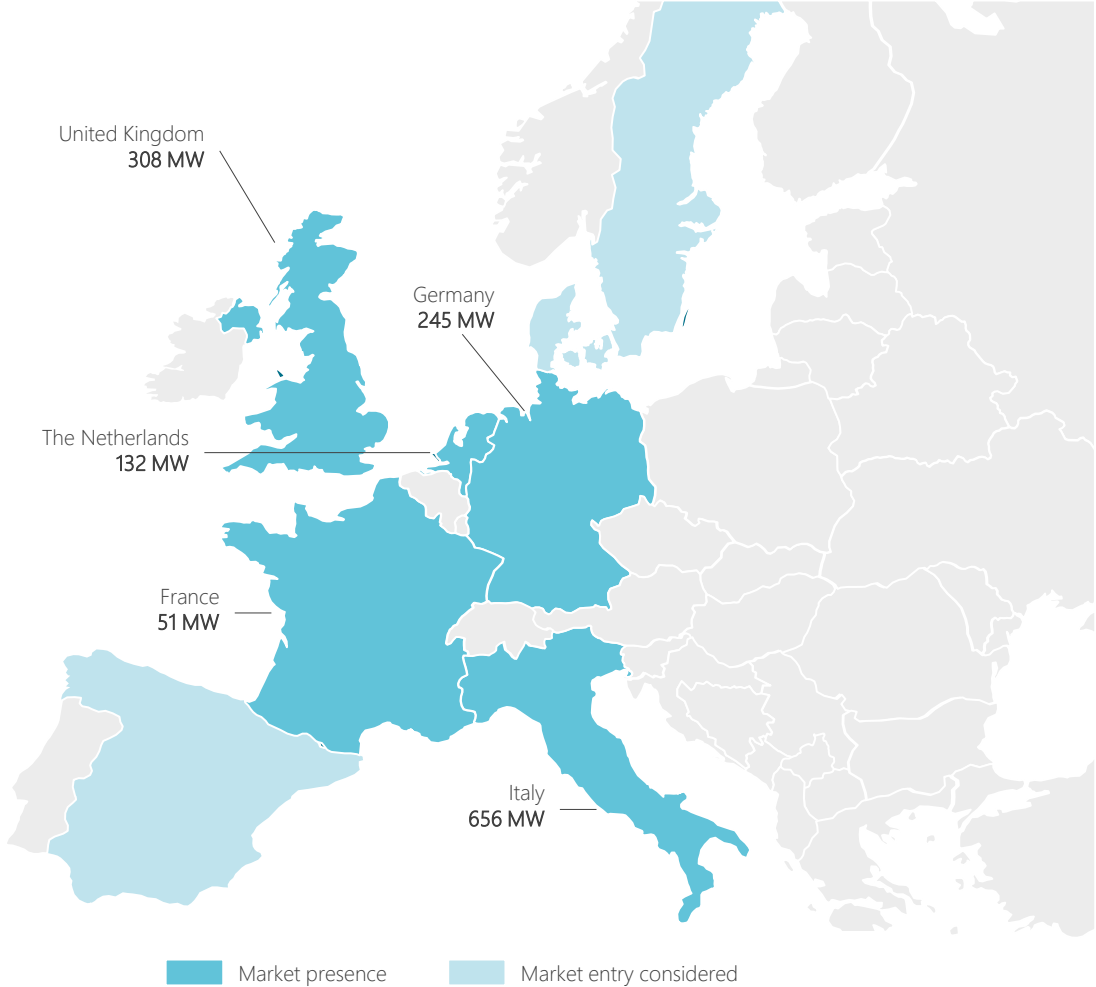 United Kingdom
308 MW
Germany
245 MW
The Netherlands
132 MW
France
51 MW
Italy
656 MW
Market presence
Market entry considered